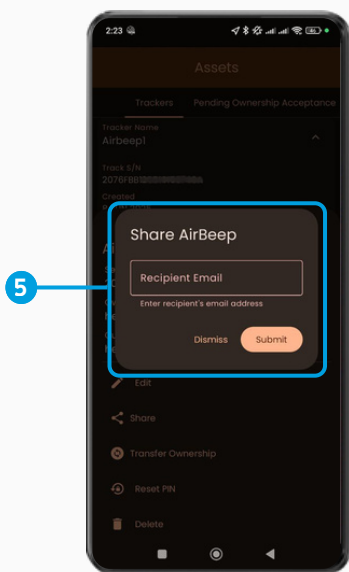 2:23
Assets
Trackers Pending Ownership Acceptance
Tracker Name
Airbeep1
Track S/N
2076FBB
Created
Share AirBeep
Recipient Email
Enter recipient's email address
Dismiss Submit
5
Edit
Share
Transfer Ownership
Reset PIN
Delete